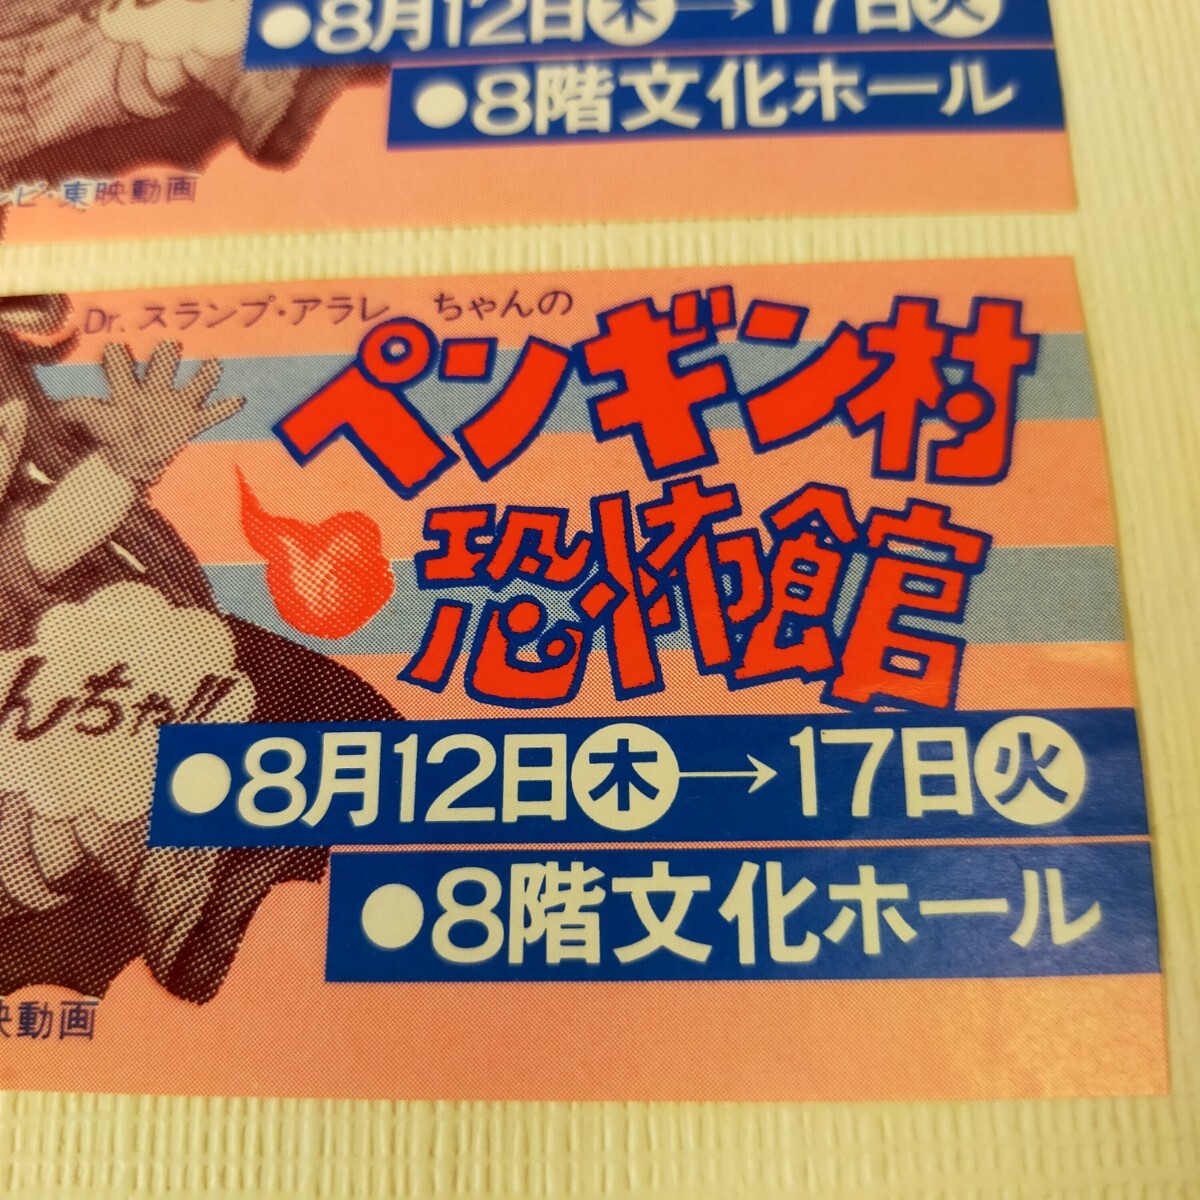 ●8月12日木→17日火
●8階文化ホール
レビ・東映動画
Dr.スランプ・アラレ ちゃんの
ペンギン村
恐怖館
んちゃ!!
●8月12日木→17日火
●8階文化ホール
映動画